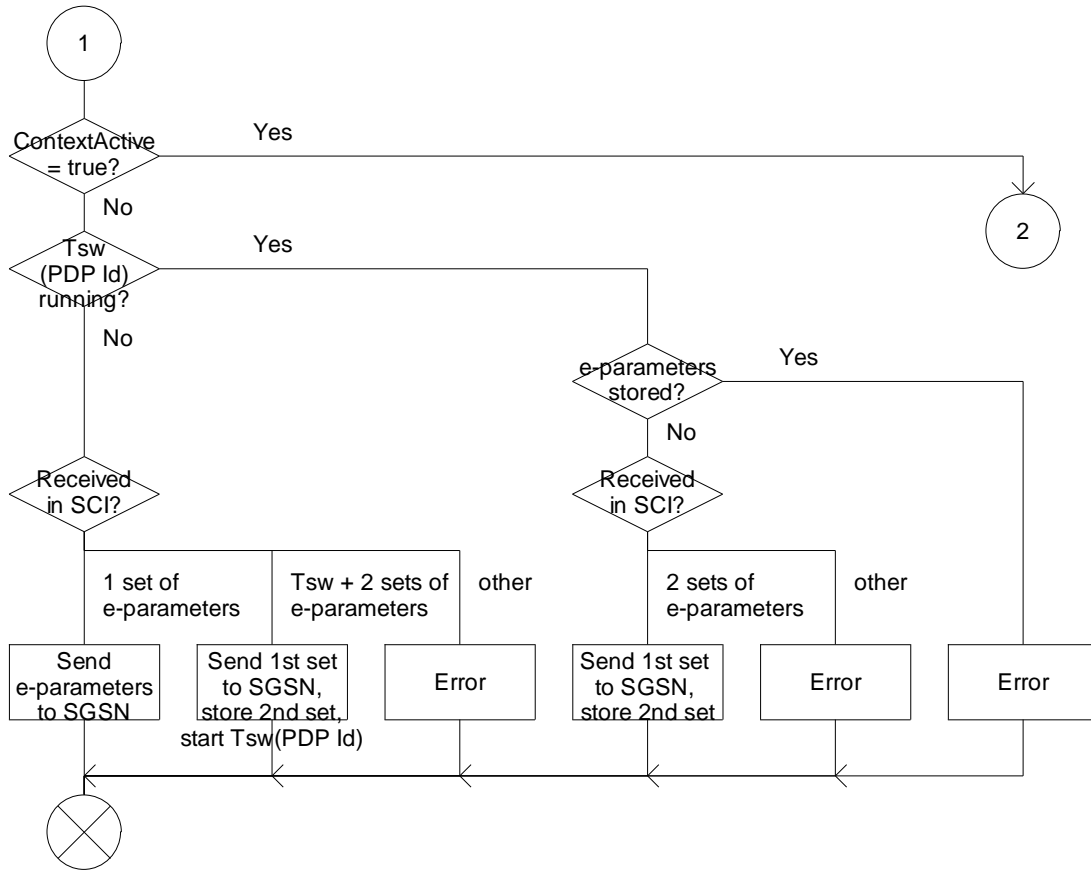 1
ContextActive
= true?
Yes
No
2
Tsw
(PDP Id)
running?
Yes
No
e-parameters
stored?
Yes
No
Received
in SCI?
Received
in SCI?
1 set of
e-parameters
Tsw + 2 sets of
e-parameters
other
2 sets of
e-parameters
other
Send
e-parameters
to SGSN
Send 1st set
to SGSN,
store 2nd set,
start Tsw(PDP Id)
Error
Send 1st set
to SGSN,
store 2nd set
Error
Error